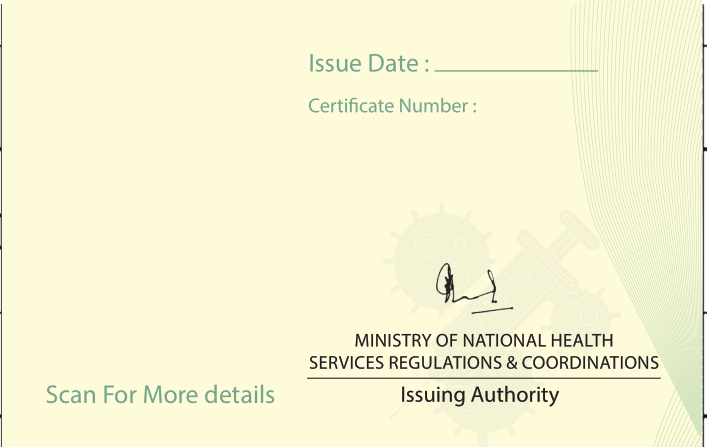 Issue Date :
Certificate Number :
MINISTRY OF NATIONAL HEALTH
SERVICES REGULATIONS & COORDINATIONS
Scan For More details
Issuing Authority